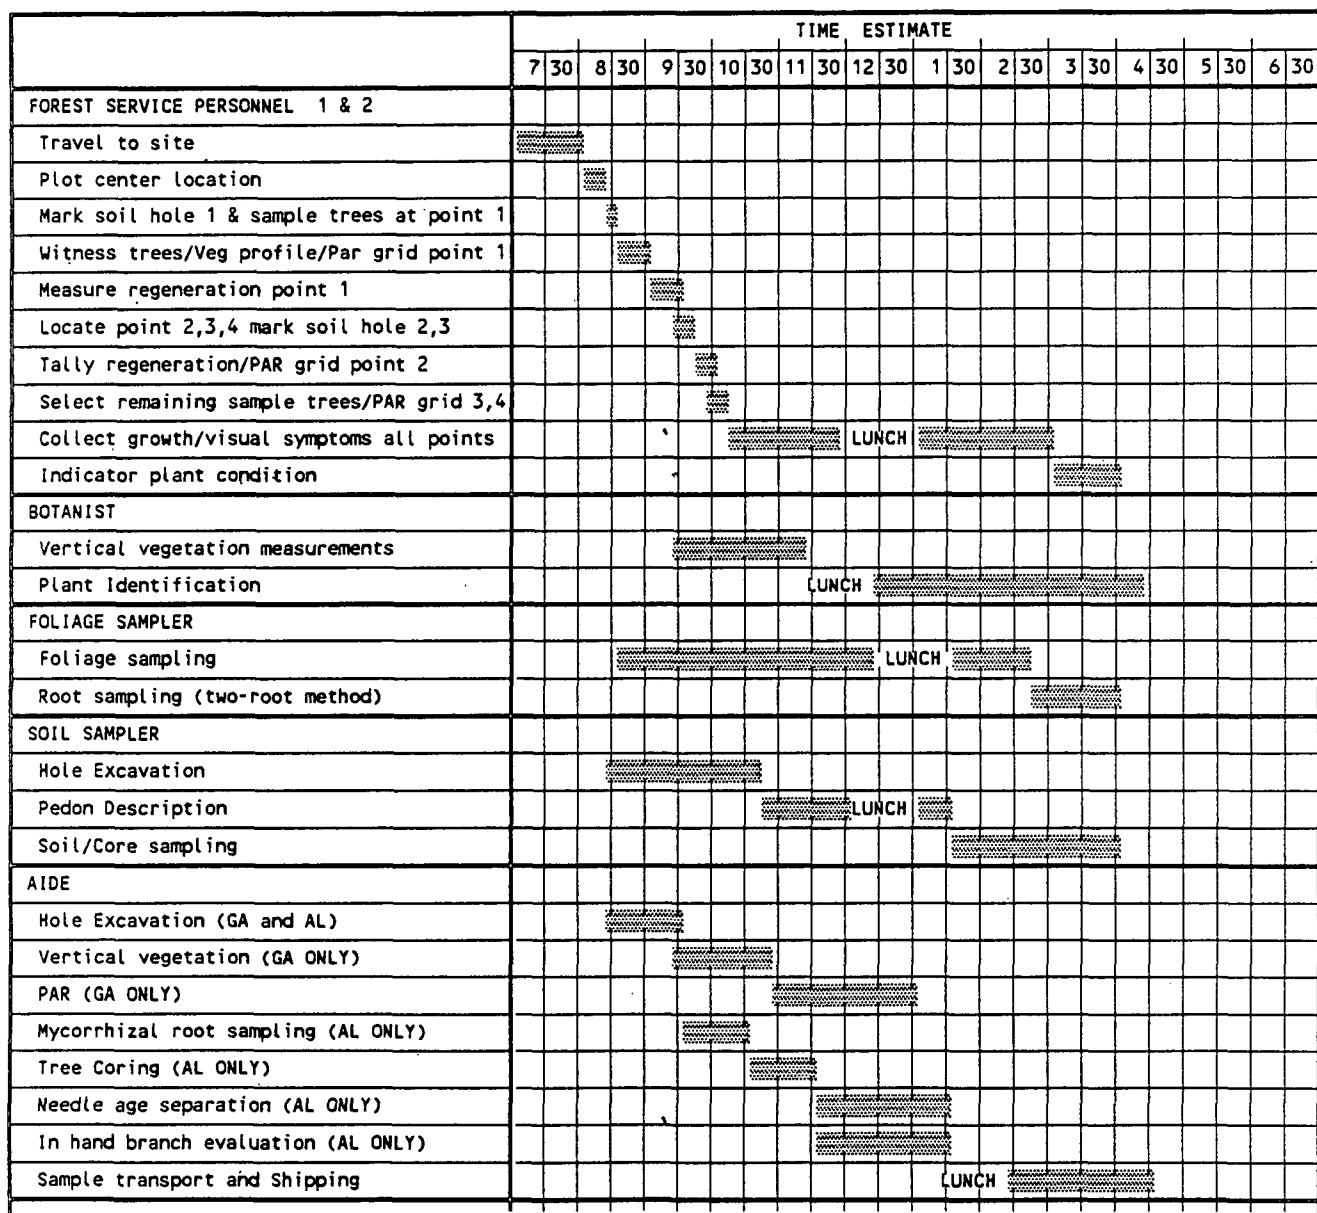 TIME ESTIMATE
7 30 8 30 9 30 10 30 11 30 12 30 1 30 2 30 3 30 4 30 5 30 6 30
FOREST SERVICE PERSONNEL 1 & 2
Travel to site
Plot center location
Mark soil hole 1 & sample trees at point 1
Witness trees/Veg profile/Par grid point 1
Measure regeneration point 1
Locate point 2,3,4 mark soil hole 2,3
Tally regeneration/PAR grid point 2
Select remaining sample trees/PAR grid 3,4
Collect growth/visual symptoms all points LUNCH
Indicator plant condition
BOTANIST
Vertical vegetation measurements
Plant Identification LUNCH
FOLIAGE SAMPLER
Foliage sampling LUNCH
Root sampling (two-root method)
SOIL SAMPLER
Hole Excavation
Pedon Description LUNCH
Soil/Core sampling
AIDE
Hole Excavation (GA and AL)
Vertical vegetation (GA ONLY)
PAR (GA ONLY)
Mycorrhizal root sampling (AL ONLY)
Tree Coring (AL ONLY)
Needle age separation (AL ONLY)
In hand branch evaluation (AL ONLY)
Sample transport and Shipping LUNCH